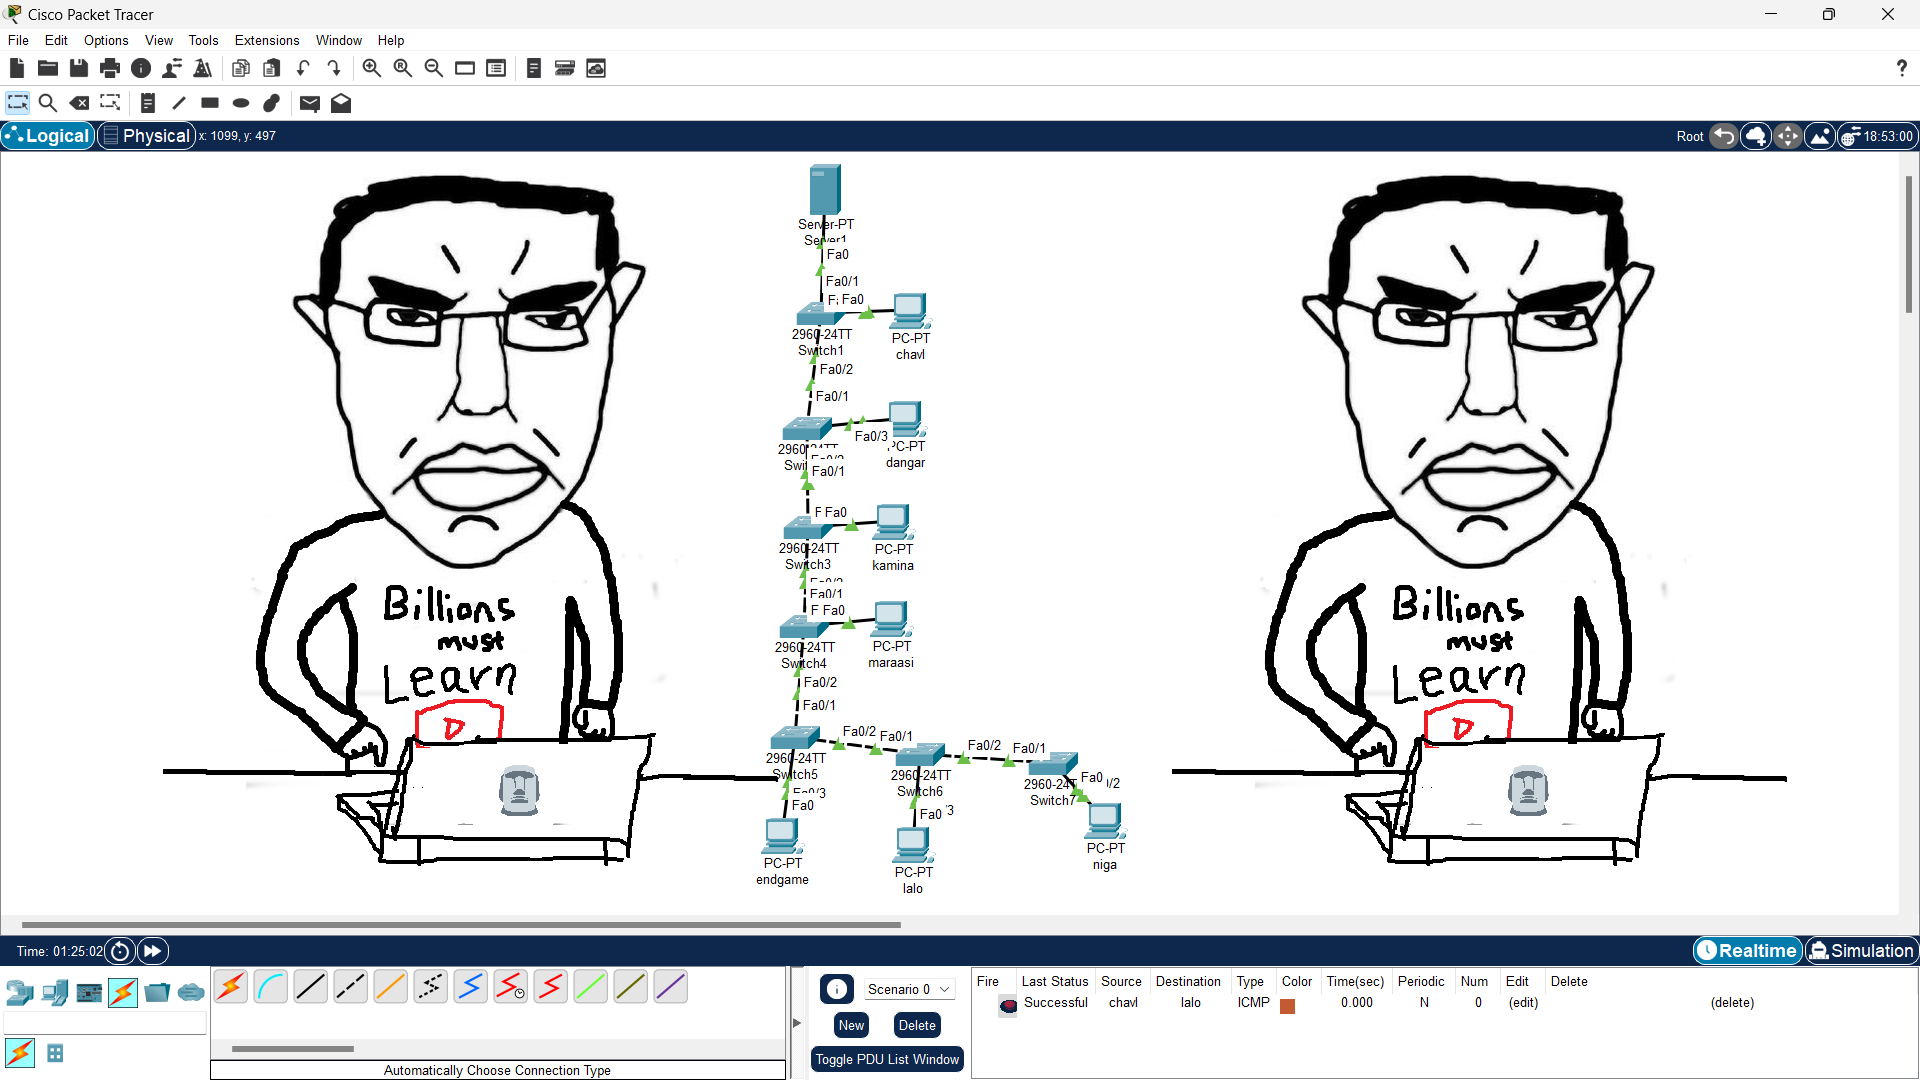 Cisco Packet Tracer
File Edit Options View Tools Extensions Window Help
Logical Physical x: 1099, y: 497 Root 18:53:00
Server-PT
Server1
Fa0
Fa0/1
Fa0
2960-24TT
Switch1
PC-PT
chavl
Fa0/2
Fa0/1
Fa0/3
PC-PT
dangar
Fa0/1
Fa0
2960-24TT
Switch3
PC-PT
kamina
Fa0/1
Fa0
2960-24TT
Switch4
PC-PT
maraasi
Fa0/2
Fa0/1
Fa0/2 Fa0/1 Fa0/2 Fa0/1
2960-24TT
Switch5
2960-24TT
Switch6
2960-24T
Switch7
Fa0
Fa0
Fa0
PC-PT
endgame
PC-PT
lalo
PC-PT
niga
Billions
must
Learn
D
Billions
must
Learn
D
Time: 01:25:02 Realtime Simulation
Automatically Choose Connection Type
Scenario 0
New Delete
Toggle PDU List Window
Fire Last Status Source Destination Type Color Time(sec) Periodic Num Edit Delete
Successful chavl lalo ICMP 0.000 N 0 (edit) (delete)